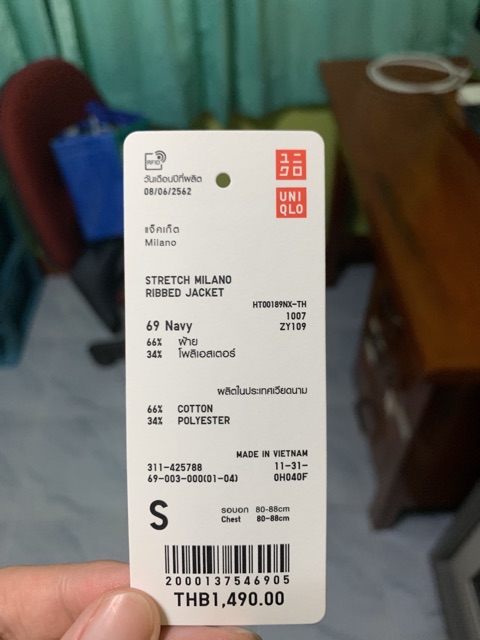 RFID
วันเดือนปีที่ผลิต
08/06/2562
ユニ
クロ
UNI
QLO
แจ็คเก็ต
Milano
STRETCH MILANO
RIBBED JACKET
HT00189NX-TH
1007
69 Navy ZY109
66% ฝ้าย
34% โพลิเอสเตอร์
ผลิตในประเทศเวียดนาม
66% COTTON
34% POLYESTER
MADE IN VIETNAM
311-425788 11-31-
69-003-000(01-04) 0H040F
S
รอบอก 80-88cm
Chest 80-88cm
2000137546905
THB1,490.00